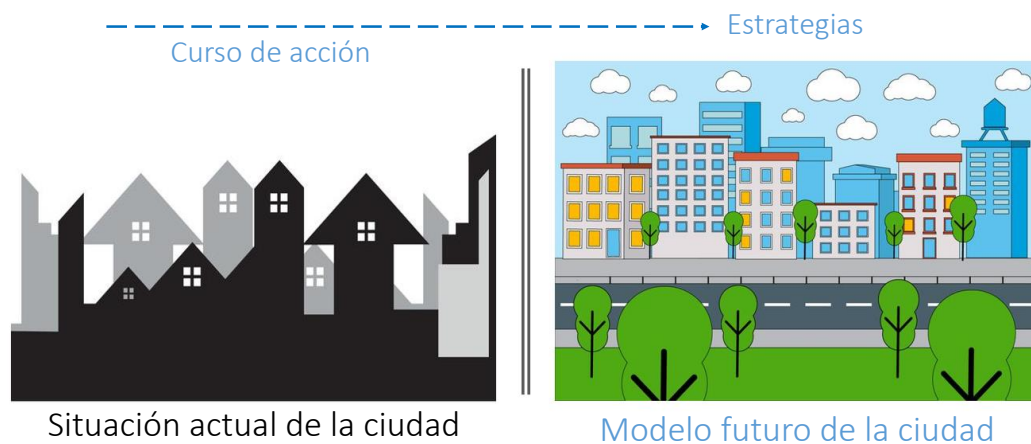 Estrategias
Curso de acción
Situación actual de la ciudad
Modelo futuro de la ciudad